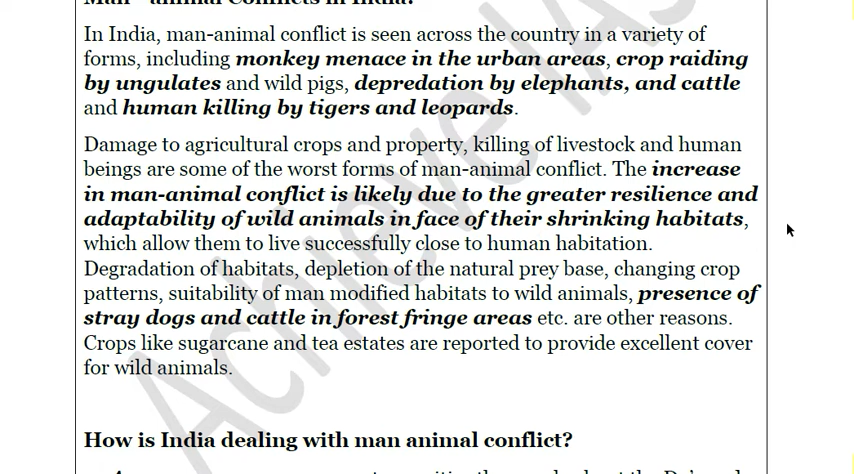 In India, man-animal conflict is seen across the country in a variety of
forms, including monkey menace in the urban areas, crop raiding
by ungulates and wild pigs, depredation by elephants, and cattle
and human killing by tigers and leopards.
Damage to agricultural crops and property, killing of livestock and human
beings are some of the worst forms of man-animal conflict. The increase
in man-animal conflict is likely due to the greater resilience and
adaptability of wild animals in face of their shrinking habitats,
which allow them to live successfully close to human habitation.
Degradation of habitats, depletion of the natural prey base, changing crop
patterns, suitability of man modified habitats to wild animals, presence of
stray dogs and cattle in forest fringe areas etc. are other reasons.
Crops like sugarcane and tea estates are reported to provide excellent cover
for wild animals.
How is India dealing with man animal conflict?
Achieve IAS